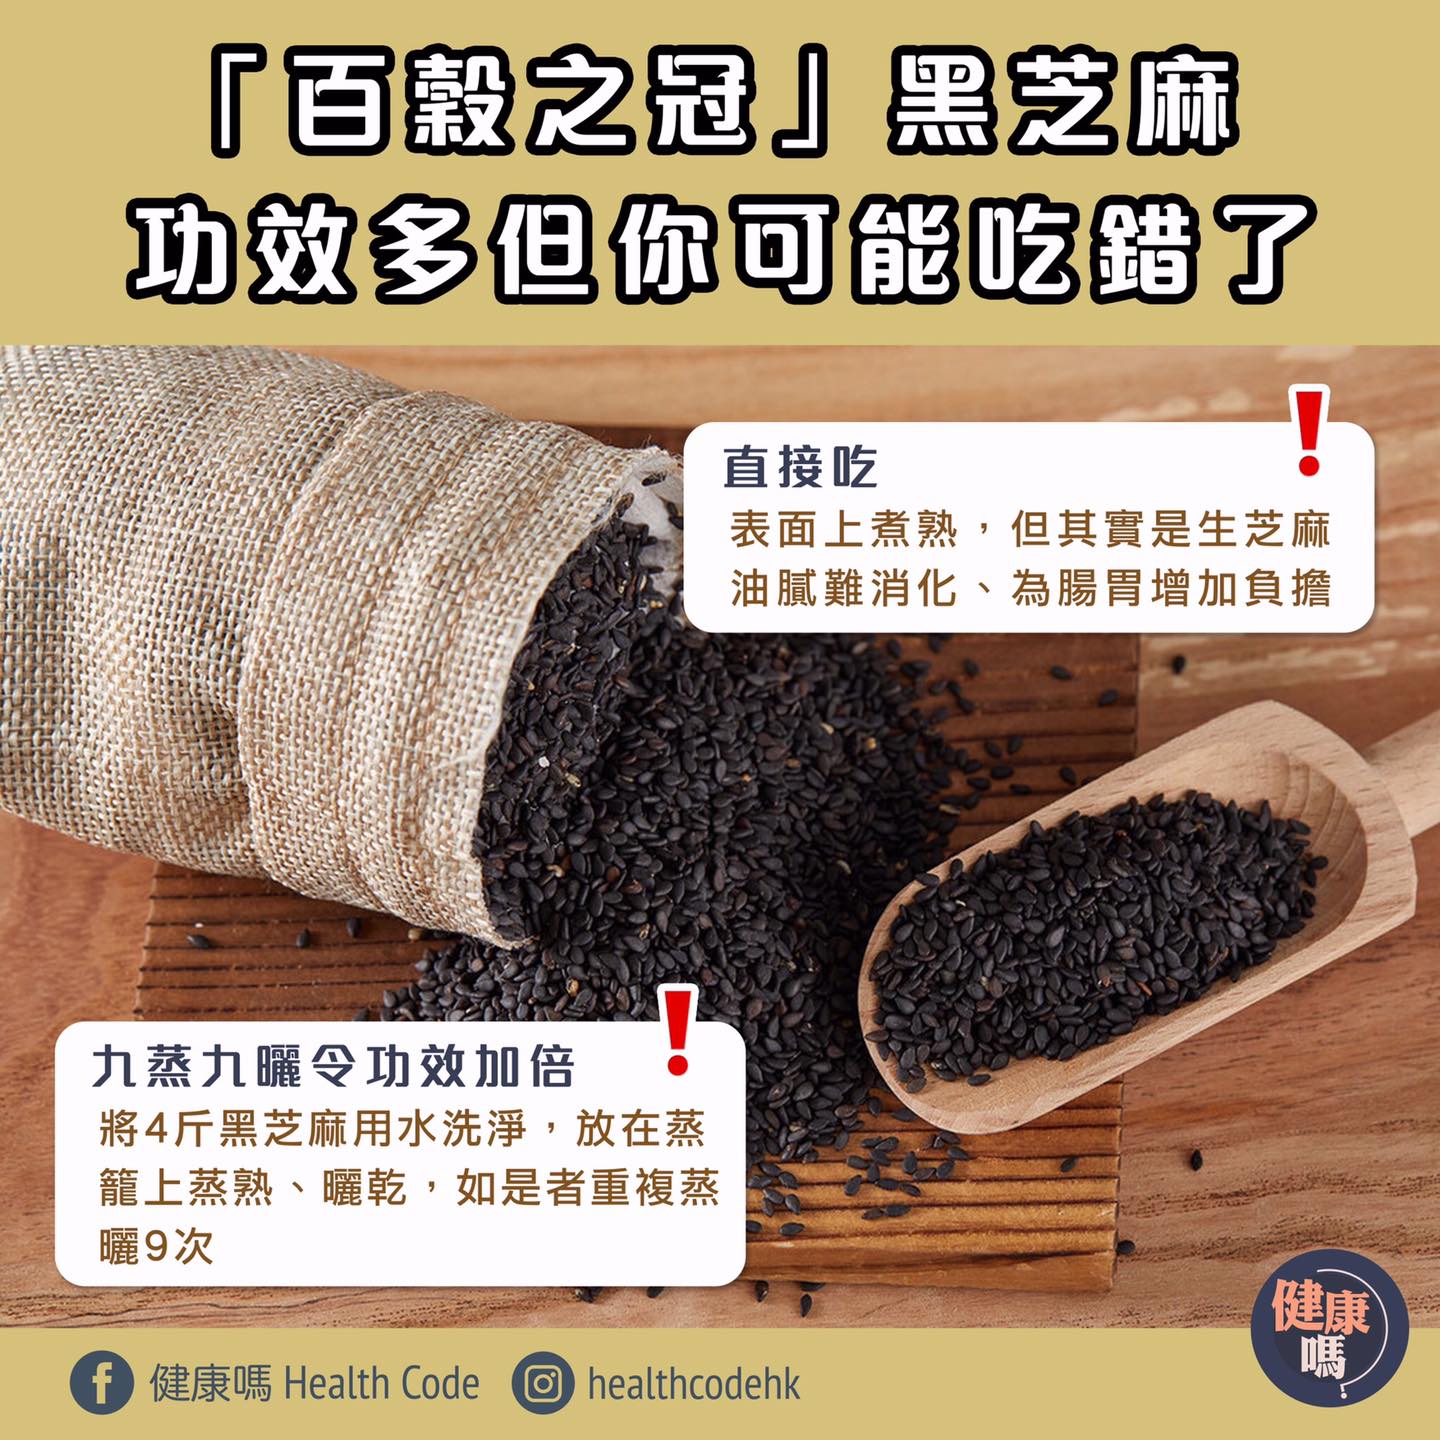 「百穀之冠」黑芝麻
功效多但你可能吃錯了
直接吃
表面上煮熟，但其實是生芝麻
油膩難消化、為腸胃增加負擔
九蒸九曬令功效加倍
將4斤黑芝麻用水洗淨，放在蒸
籠上蒸熟、曬乾，如是者重複蒸
曬9次
健康嗎
健康嗎 Health Code
healthcodehk